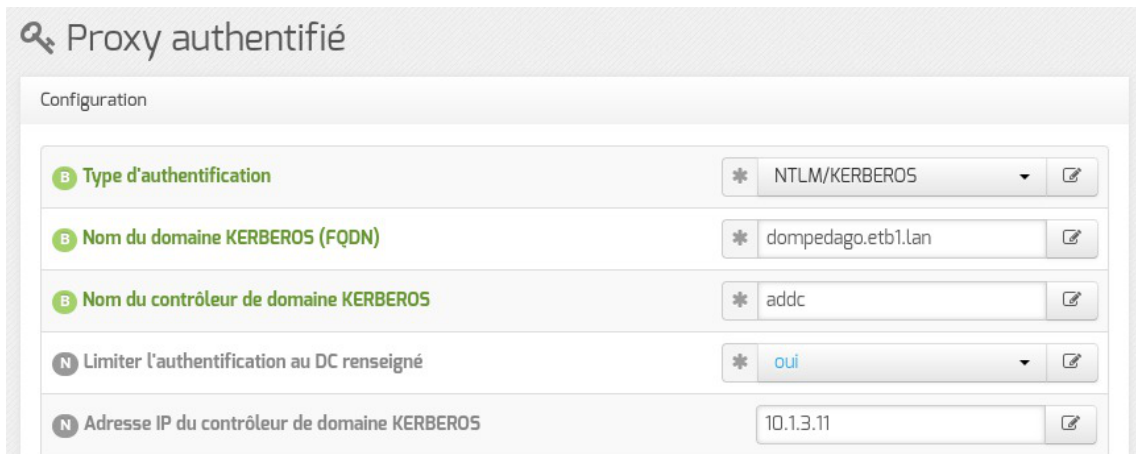 Proxy authentifié
Configuration
B Type d'authentification * NTLM/KERBEROS
B Nom du domaine KERBEROS (FQDN) * dompedago.etb1.lan
B Nom du contrôleur de domaine KERBEROS * addc
N Limiter l'authentification au DC renseigné * oui
N Adresse IP du contrôleur de domaine KERBEROS 10.1.3.11